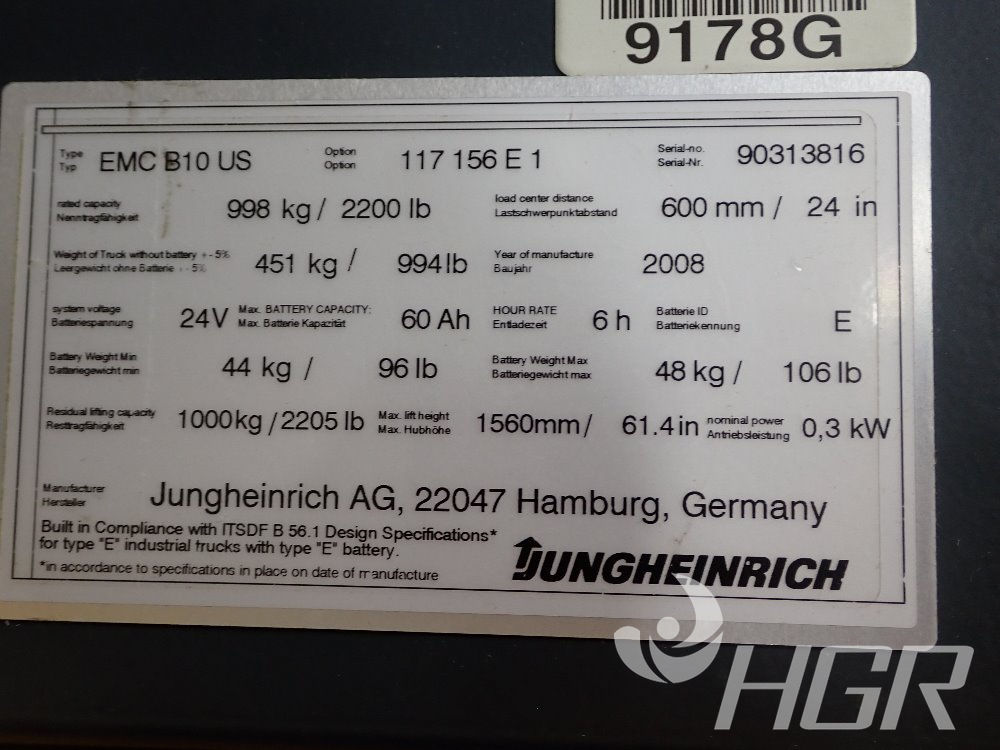 9178G
Type EMC B10 US Option 117 156 E 1 Serial-no. 90313816
Typ Option Serial-Nr.
rated capacity 998 kg / 2200 lb load center distance 600 mm / 24 in
Nenntragfähigkeit Lastschwerpunktabstand
Weight of Truck without battery +-5% 451 kg / 994 lb Year of manufacture 2008
Leergewicht ohne Batterie +-5% Baujahr
system voltage 24V Max. BATTERY CAPACITY: 60 Ah HOUR RATE 6 h Batterie ID E
Batteriespannung Max. Batterie Kapazität Entladezeit Batteriekennung
Battery Weight Min 44 kg / 96 lb Battery Weight Max 48 kg / 106 lb
Batteriegewicht min Batteriegewicht max
Residual lifting capacity 1000kg / 2205 lb Max. lift height 1560mm / 61.4 in nominal power 0,3 kW
Resttragfähigkeit Max. Hubhöhe Antriebsleistung
Manufacturer Jungheinrich AG, 22047 Hamburg, Germany
Hersteller
Built in Compliance with ITSDF B 56.1 Design Specifications*
for type "E" industrial trucks with type "E" battery.
*in accordance to specifications in place on date of manufacture
JUNGHEINRICH
HGR